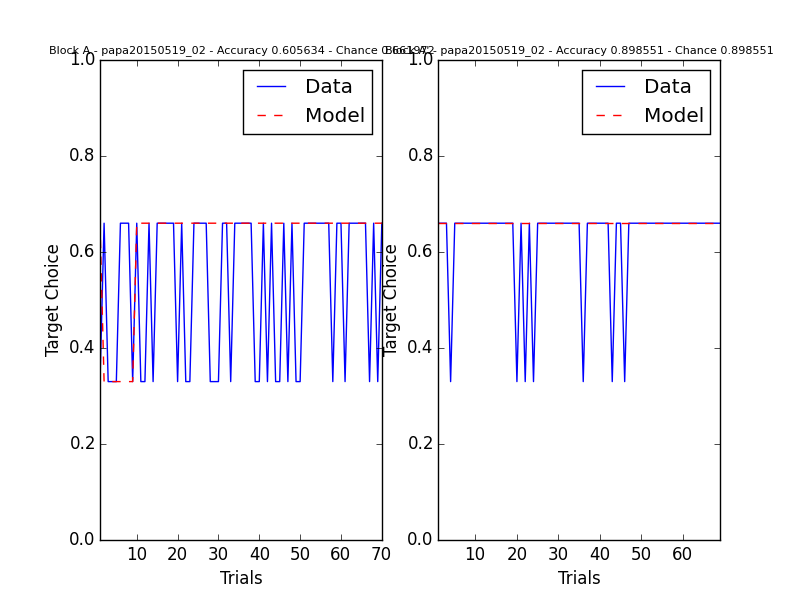 Block A - papa20150519_02 - Accuracy 0.605634 - Chance 0.661972
Block A - papa20150519_02 - Accuracy 0.898551 - Chance 0.898551
1.0
0.8
0.6
0.4
0.2
0.0
Target Choice
Data
Model
10 20 30 40 50 60 70
Trials
1.0
0.8
0.6
0.4
0.2
0.0
Target Choice
Data
Model
10 20 30 40 50 60
Trials